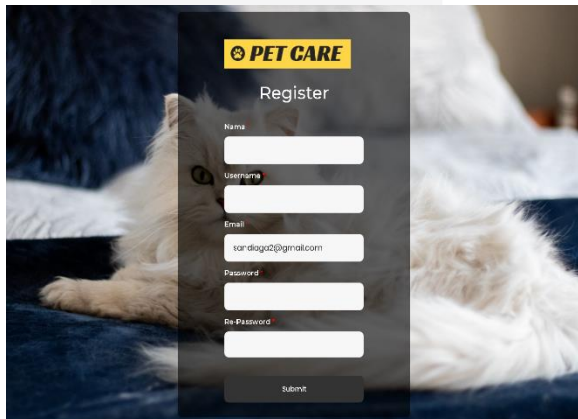 PET CARE
Register
Nama
Username *
Email
sandiaga2@gmail.com
Password *
Re-Password *
Submit